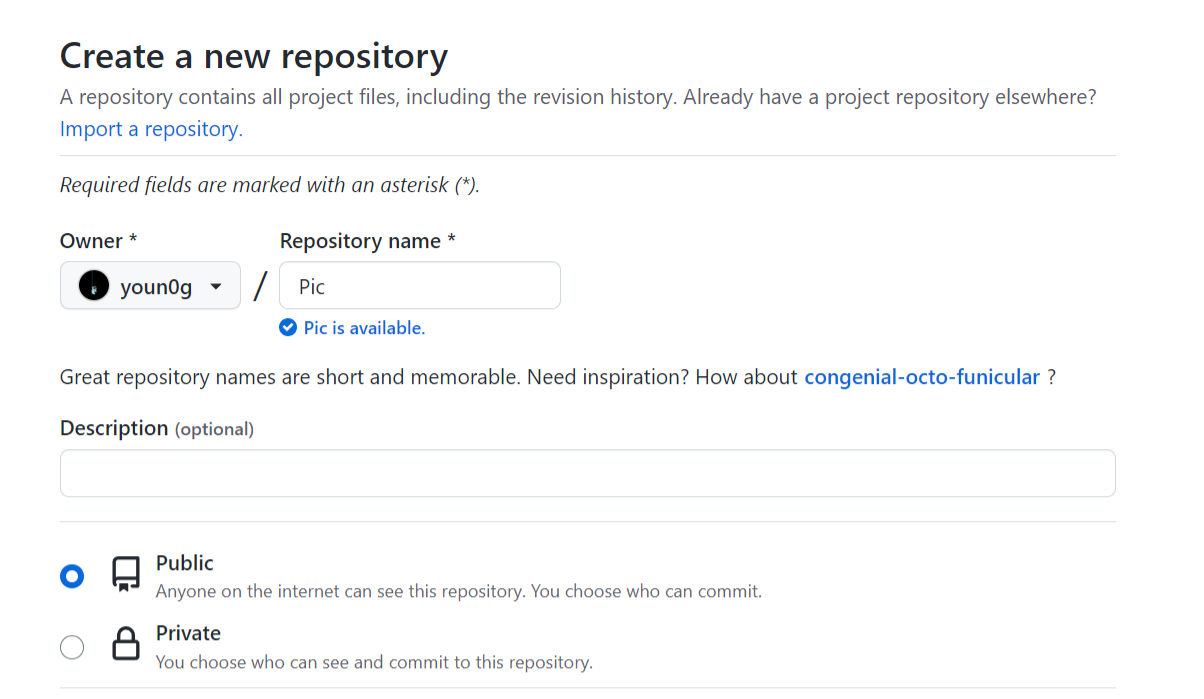 Create a new repository
A repository contains all project files, including the revision history. Already have a project repository elsewhere?
Import a repository.
Required fields are marked with an asterisk (*).
Owner * Repository name *
youn0g / Pic
Pic is available.
Great repository names are short and memorable. Need inspiration? How about congenial-octo-funicular ?
Description (optional)
Public
Anyone on the internet can see this repository. You choose who can commit.
Private
You choose who can see and commit to this repository.